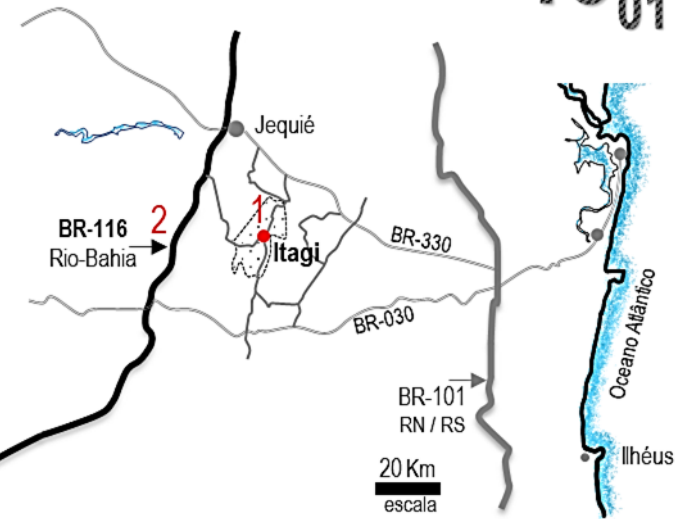 01
Jequié
1
2
BR-116
Rio-Bahia
Itagi
BR-330
BR-030
Oceano Atlântico
BR-101
RN / RS
Ilhéus
20 Km
escala